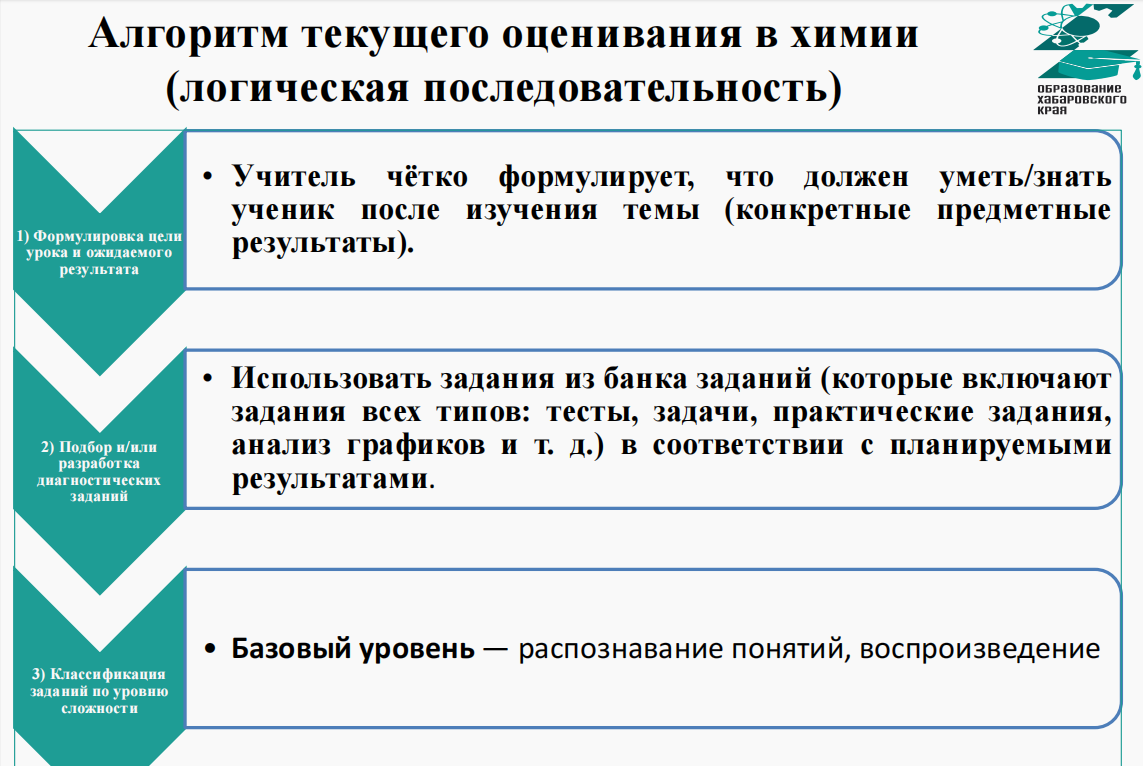 Алгоритм текущего оценивания в химии
(логическая последовательность)
ОБРАЗОВАНИЕ
ХАБАРОВСКОГО
КРАЯ
1) Формулировка цели
урока и ожидаемого
результата
• Учитель чётко формулирует, что должен уметь/знать
ученик после изучения темы (конкретные предметные
результаты).
2) Подбор и/или
разработка
диагностических
заданий
• Использовать задания из банка заданий (которые включают
задания всех типов: тесты, задачи, практические задания,
анализ графиков и т. д.) в соответствии с планируемыми
результатами.
3) Классификация
заданий по уровню
сложности
• Базовый уровень — распознавание понятий, воспроизведение